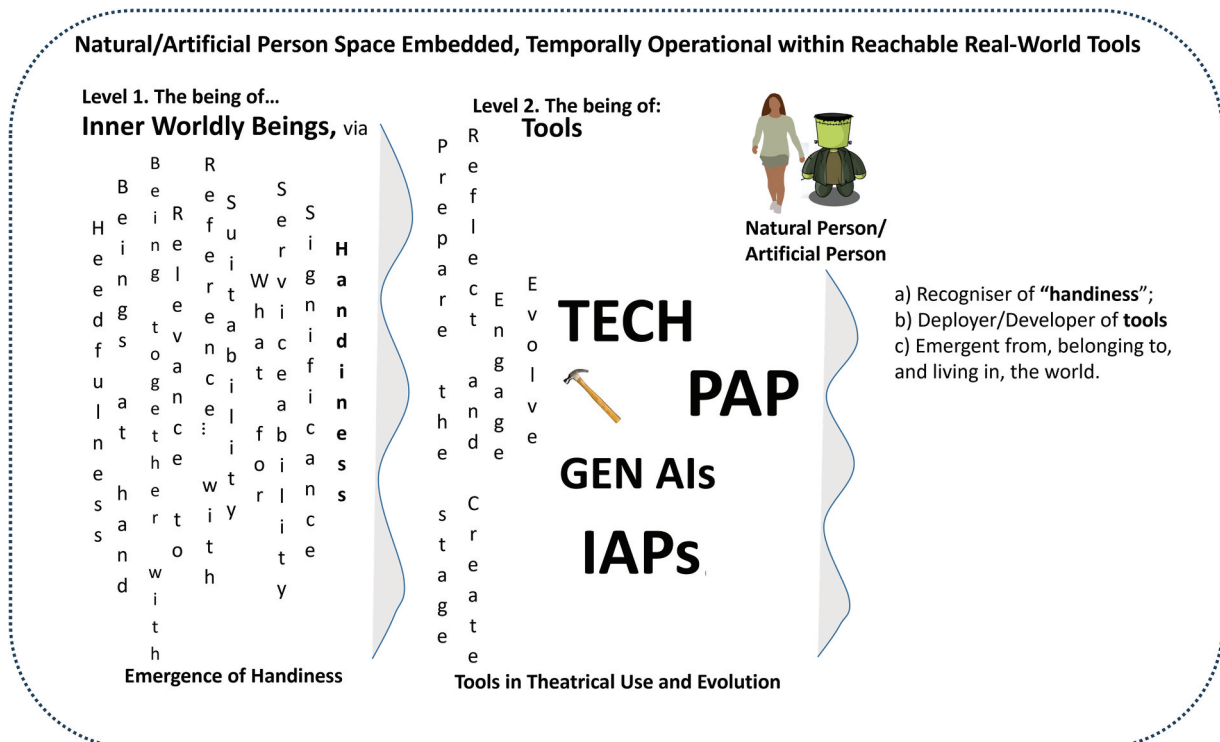 Natural/Artificial Person Space Embedded, Temporally Operational within Reachable Real-World Tools
Level 1. The being of...
Inner Worldly Beings, via
Heedfulness
Beings at hand
Being together with
Relevance to
Reference... with
Suitability
What for
Serviceability
Significance
Handiness
Emergence of Handiness
Level 2. The being of:
Tools
Prepare the stage
Reflect and Create
Engage
Evolve
TECH
PAP
GEN AIs
IAPs
Tools in Theatrical Use and Evolution
Natural Person/
Artificial Person
a) Recogniser of “handiness”;
b) Deployer/Developer of tools
c) Emergent from, belonging to,
and living in, the world.